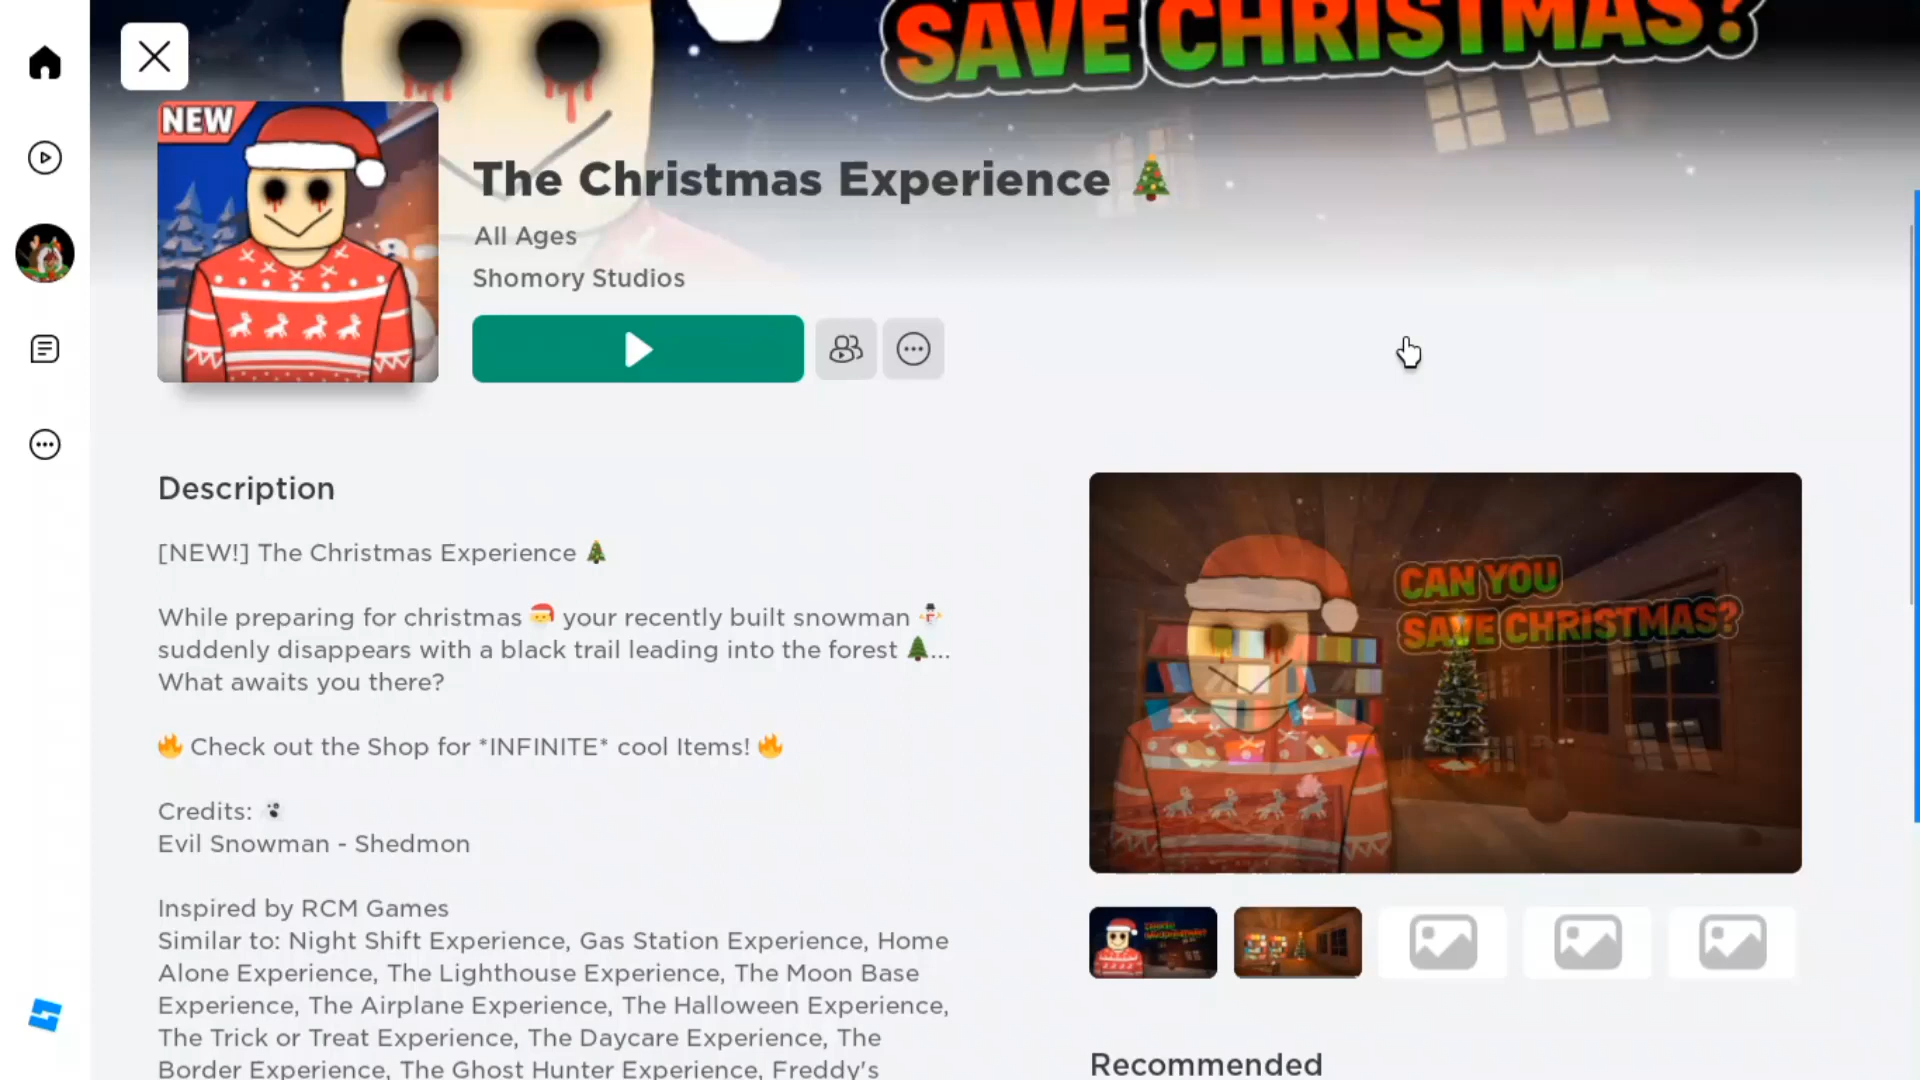 SAVE CHRISTMAS?
NEW
The Christmas Experience 🎄
All Ages
Shomory Studios
Description
[NEW!] The Christmas Experience 🎄
While preparing for christmas 🎅 your recently built snowman ⛄
suddenly disappears with a black trail leading into the forest 🌲...
What awaits you there?
🔥 Check out the Shop for *INFINITE* cool Items! 🔥
Credits:
Evil Snowman - Shedmon
Inspired by RCM Games
Similar to: Night Shift Experience, Gas Station Experience, Home
Alone Experience, The Lighthouse Experience, The Moon Base
Experience, The Airplane Experience, The Halloween Experience,
The Trick or Treat Experience, The Daycare Experience, The
Border Experience, The Ghost Hunter Experience, Freddy's
CAN YOU
SAVE CHRISTMAS?
Recommended